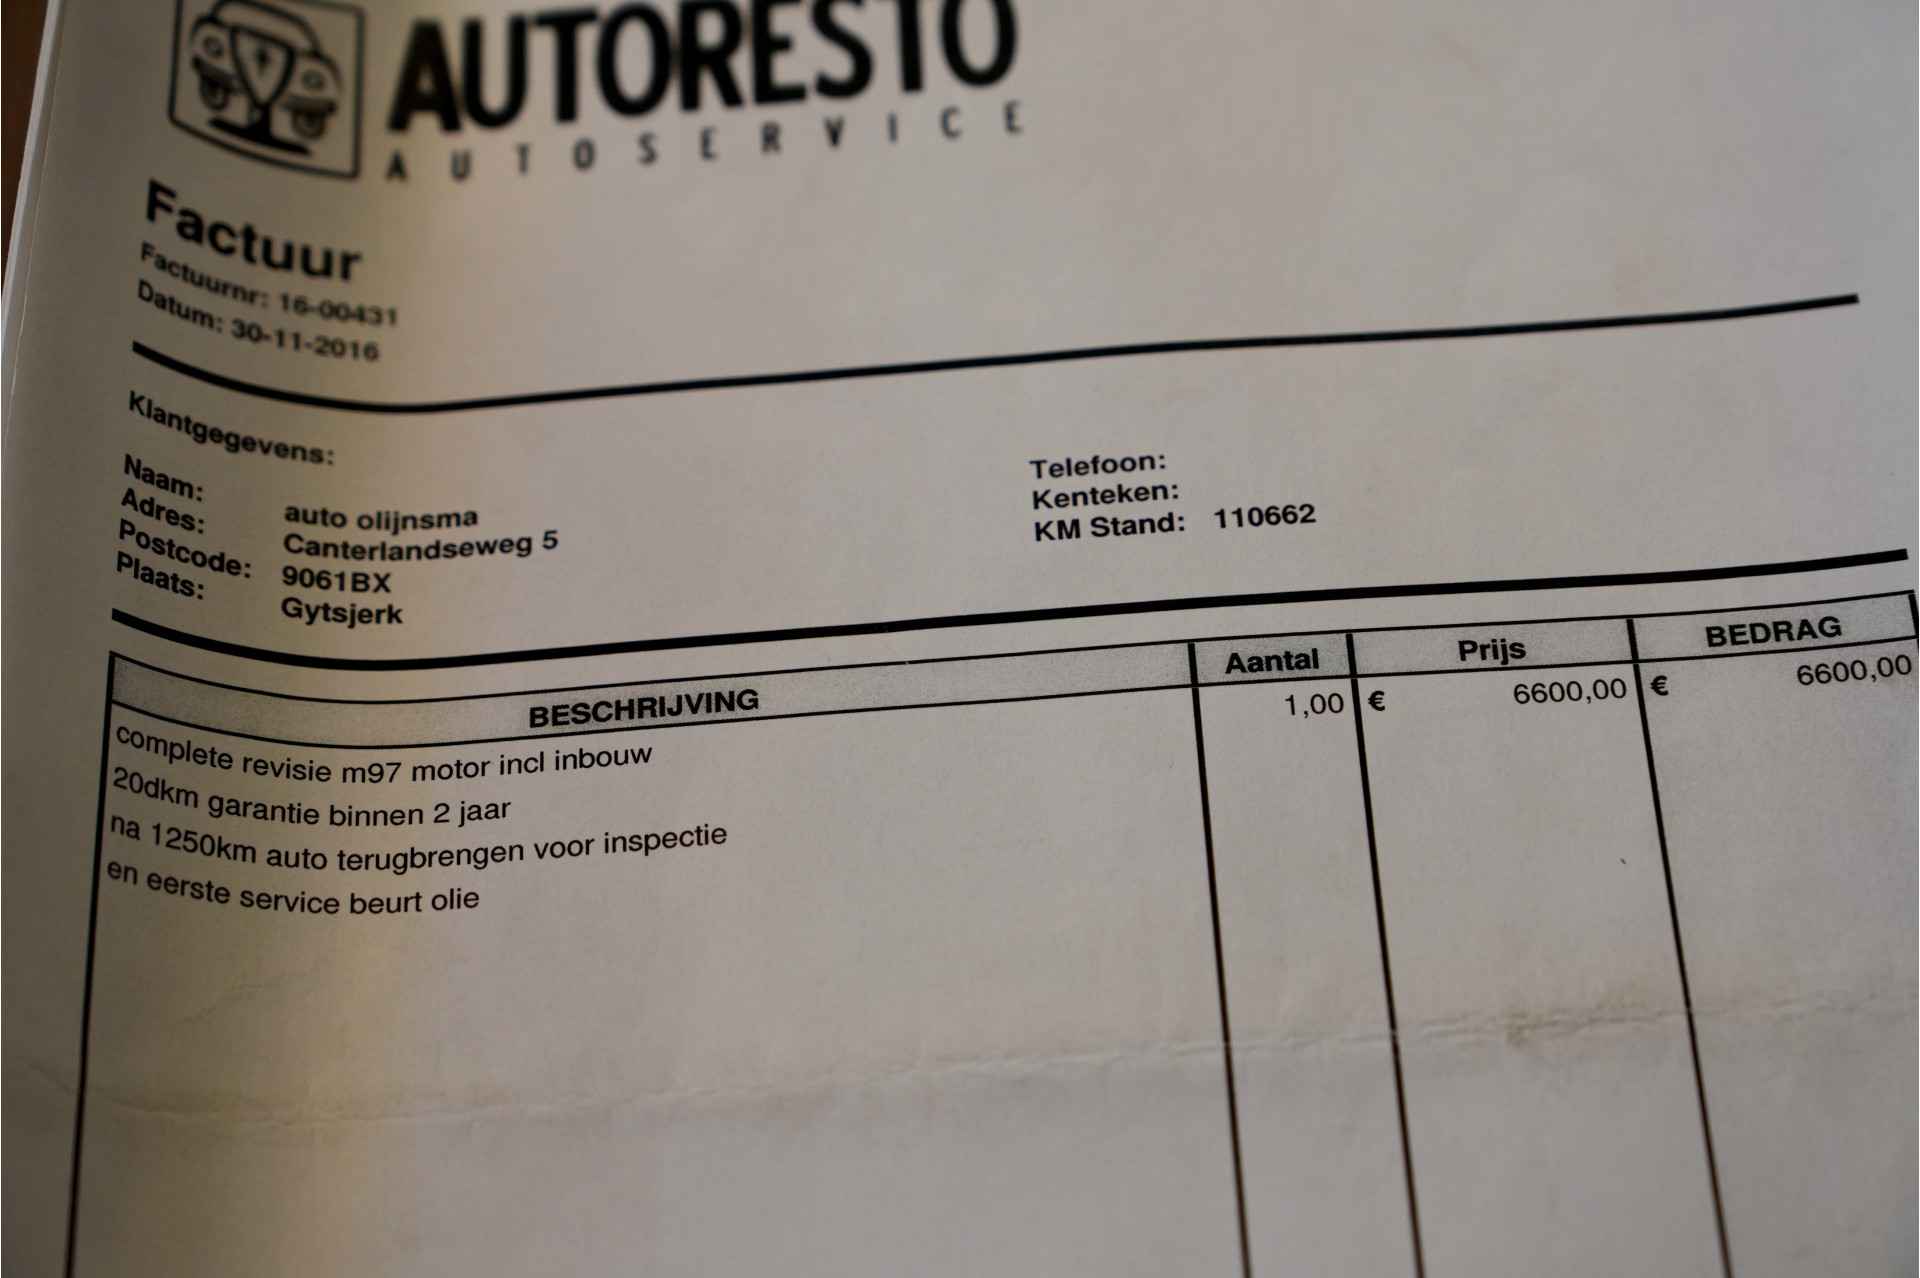 AUTORESTO
AUTOSERVICE
Factuur
Factuurnr: 16-00431
Datum: 30-11-2016
Klantgegevens:
Naam: auto olijnsma
Adres: Canterlandseweg 5
Postcode: 9061BX
Plaats: Gytsjerk
Telefoon:
Kenteken:
KM Stand: 110662
BESCHRIJVING Aantal Prijs BEDRAG
complete revisie m97 motor incl inbouw 1,00 € 6600,00 € 6600,00
20dkm garantie binnen 2 jaar
na 1250km auto terugbrengen voor inspectie
en eerste service beurt olie